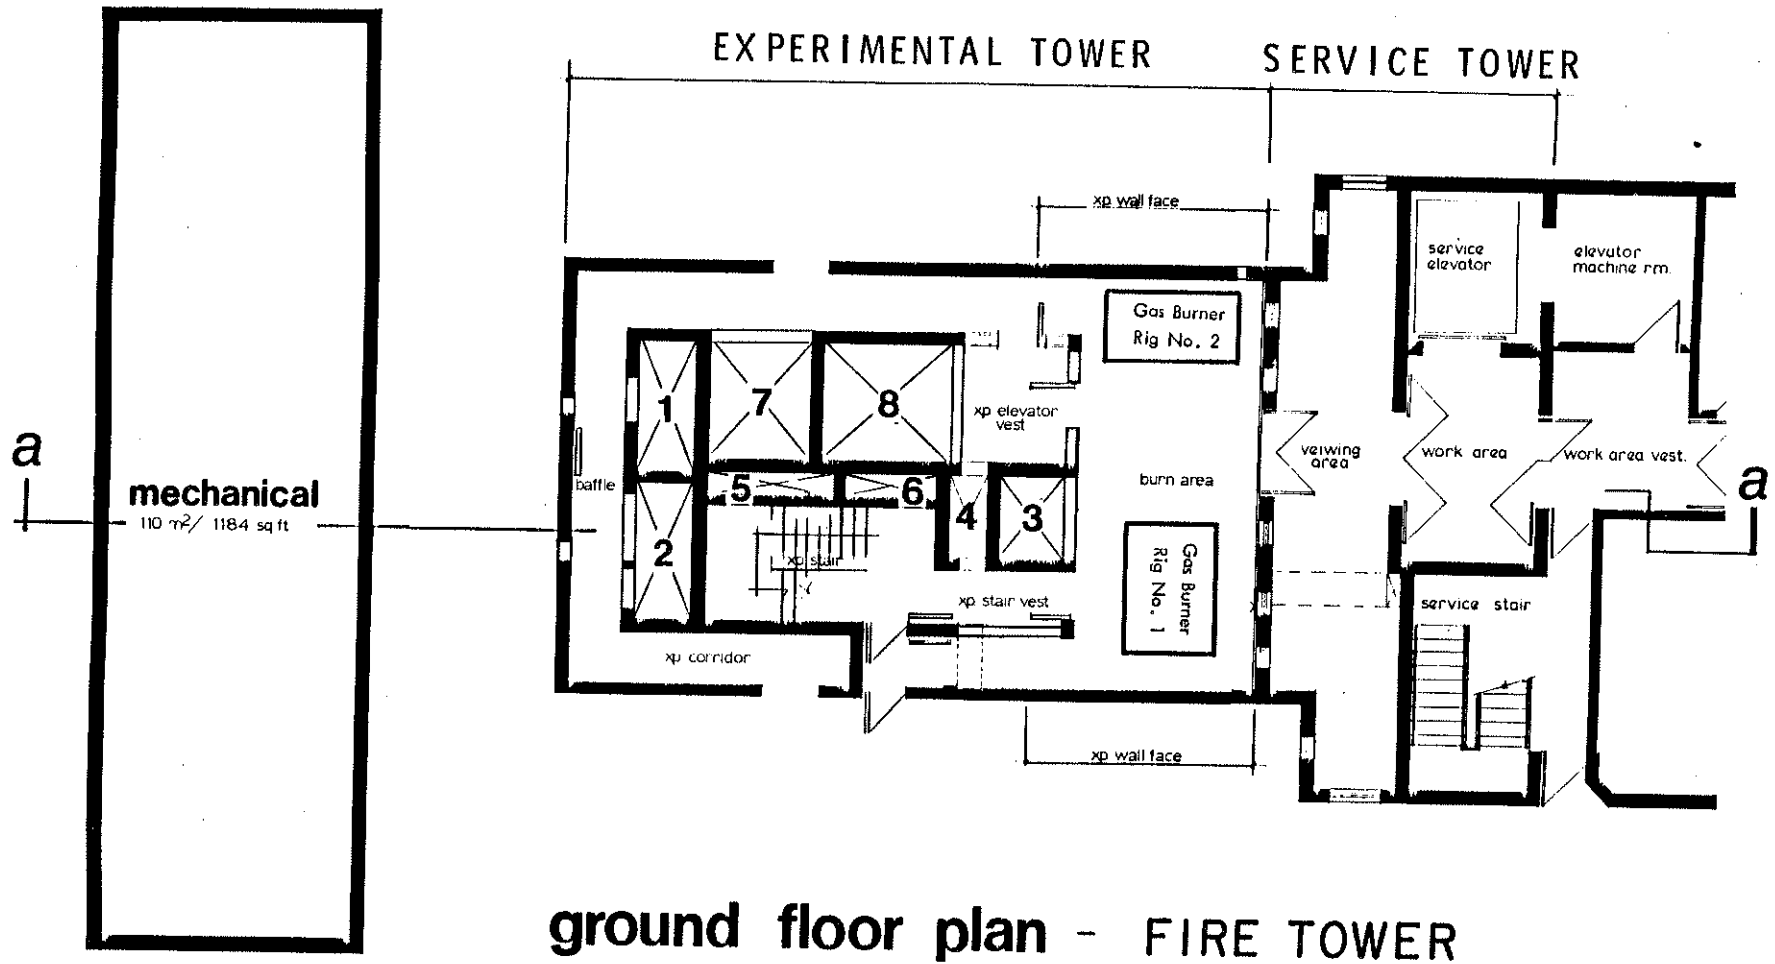 EXPERIMENTAL TOWER
SERVICE TOWER
xp wall face
service
elevator
elevator
machine rm.
Gas Burner
Rig No. 2
1
7
8
xp elevator
vest
a
mechanical
110 m²/ 1184 sq ft
baffle
5
6
4
3
2
burn area
veiwing
area
work area
work area vest.
a
xp stair
xp stair vest
Gas Burner
Rig No. 1
service stair
xp corridor
xp wall face
ground floor plan - FIRE TOWER